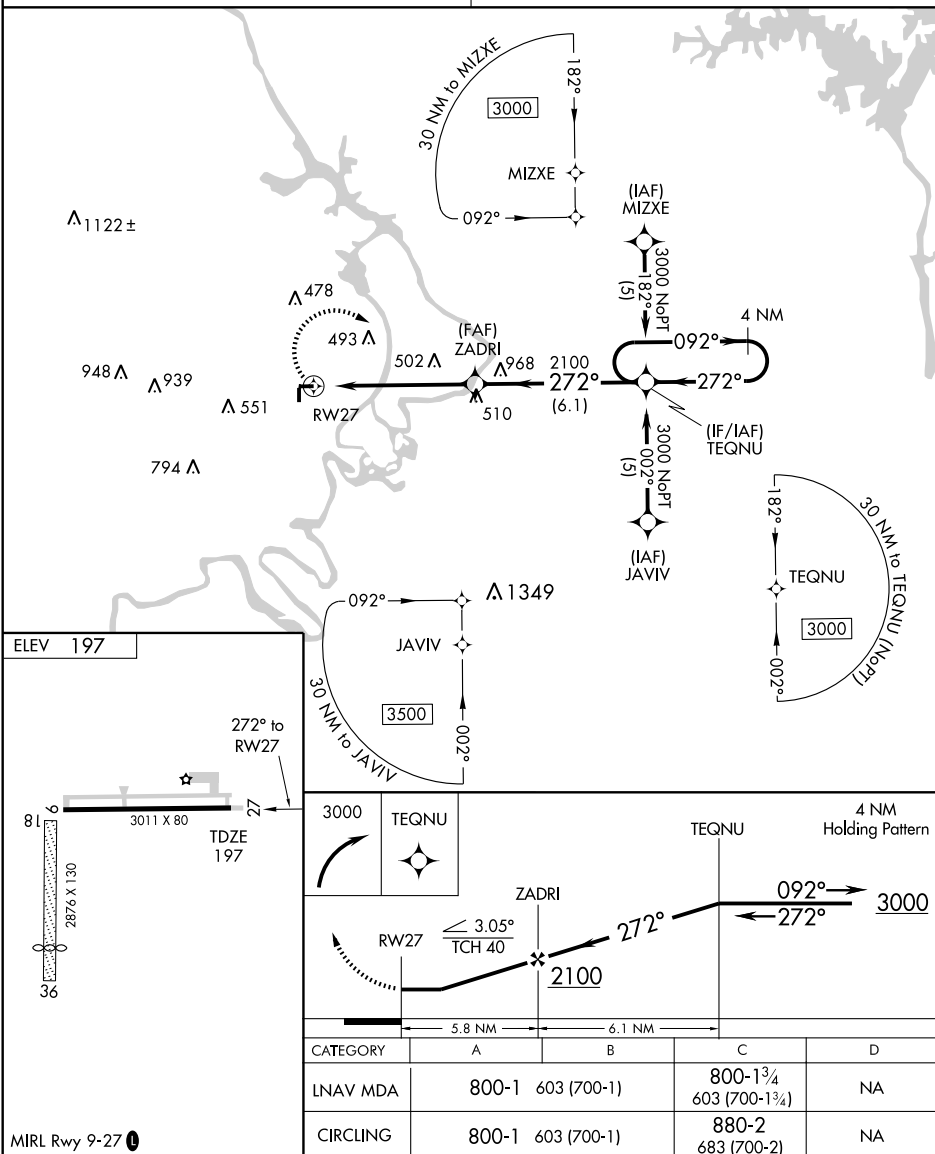 30 NM to MIZXE
3000
182°
MIZXE
092°
(IAF)
MIZXE
3000 NoPT
182°
(5)
4 NM
092°
272°
1122 ±
478
493
(FAF)
ZADRI
502
968
2100
272°
(6.1)
510
948
939
551
RW27
794
(IF/IAF)
TEQNU
3000 NoPT
002°
(5)
(IAF)
JAVIV
182°
TEQNU
3000
002°
30 NM to TEQNU (NoPT)
092°
1349
JAVIV
3500
002°
30 NM to JAVIV
ELEV 197
272° to
RW27
9
27
18
3011 X 80
TDZE
197
2876 X 130
36
MIRL Rwy 9-27 L
3000
TEQNU
TEQNU
4 NM
Holding Pattern
ZADRI
092°
3000
272°
272°
RW27
3.05°
TCH 40
2100
5.8 NM
6.1 NM
CATEGORY A B C D
LNAV MDA 800-1 603 (700-1) 800-1¾ 603 (700-1¾) NA
CIRCLING 800-1 603 (700-1) 880-2 683 (700-2) NA